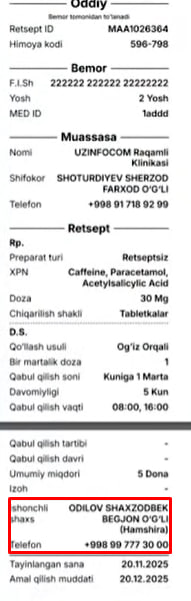 Oddiy
Bemor tomonidan to'lanadi
Retsept ID MAA1026364
Himoya kodi 596-798
Bemor
F.I.Sh 222222 222222 22222222
Yosh 2 Yosh
MED ID 1addd
Muassasa
Nomi UZINFOCOM Raqamli
Klinikasi
Shifokor SHOTURDIYEV SHERZOD
FARXOD O'G'LI
Telefon +998 91 718 92 99
Retsept
Rp.
Preparat turi Retseptsiz
XPN Caffeine, Paracetamol,
Acetylsalicylic Acid
Doza 30 Mg
Chiqarilish shakli Tabletkalar
D.S.
Qo'llash usuli Og'iz Orqali
Bir martalik doza 1
Qabul qilish soni Kuniga 1 Marta
Davomiyligi 5 Kun
Qabul qilish vaqti 08:00, 16:00
Qabul qilish tartibi -
Qabul qilish davri -
Umumiy miqdori 5 Dona
Izoh -
shonchli ODILOV SHAXZODBEK
shaxs BEGJON O'G'LI
(Hamshira)
Telefon +998 99 777 30 00
Tayinlangan sana 20.11.2025
Amal qilish muddati 20.12.2025